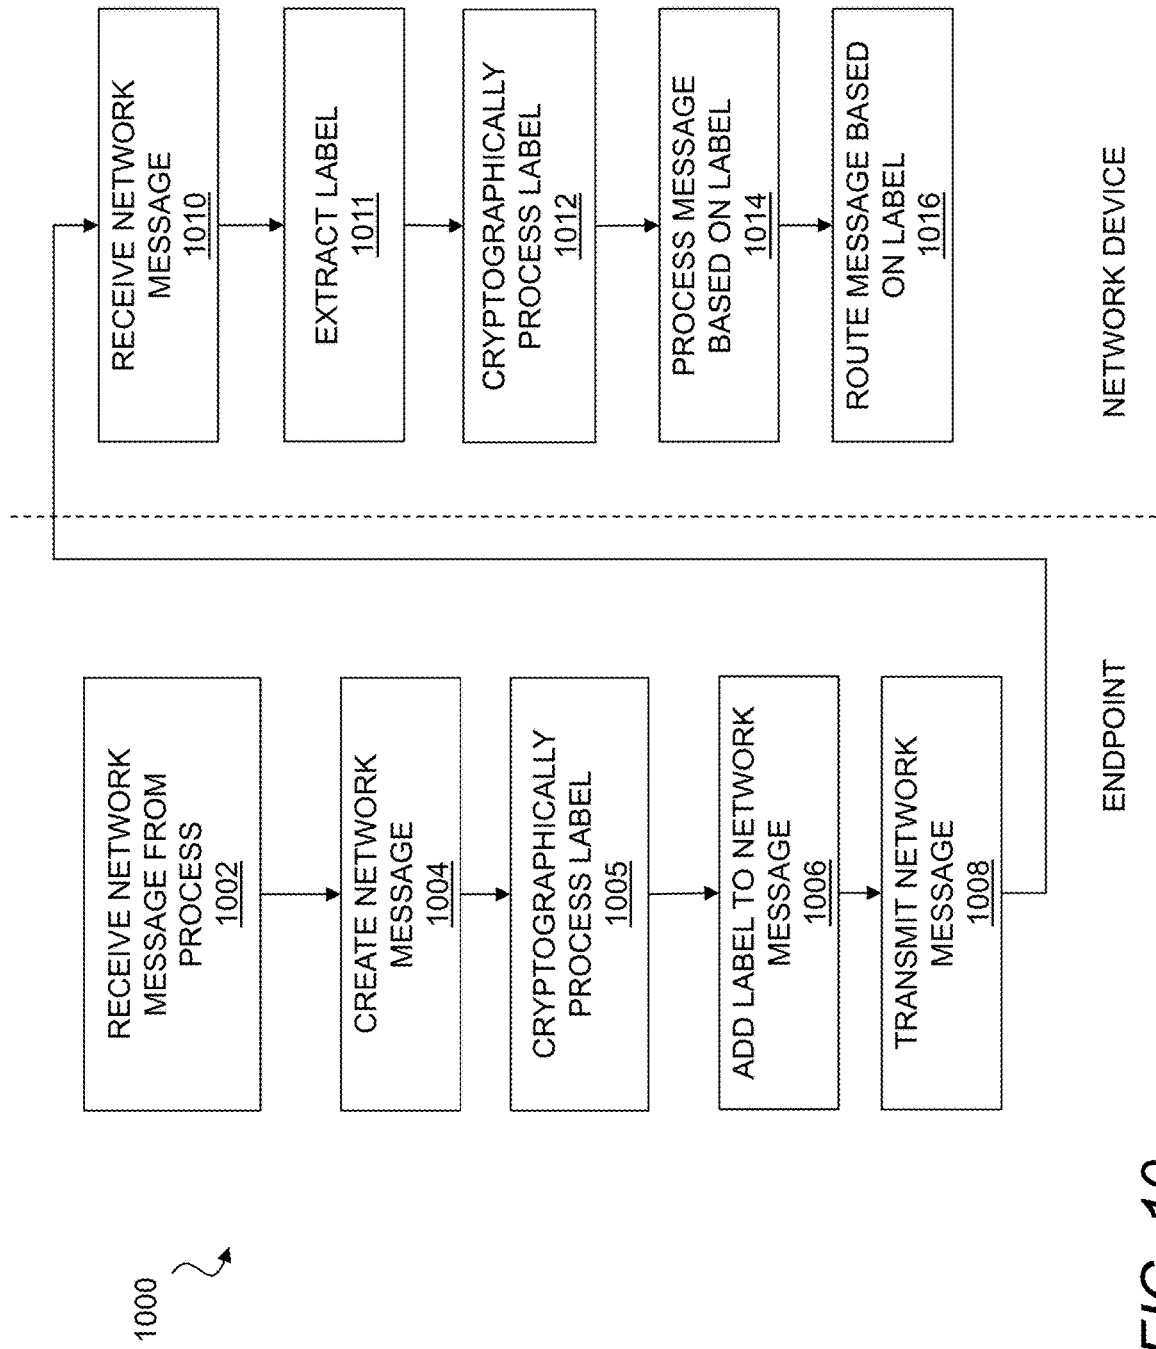 1000
RECEIVE NETWORK
MESSAGE FROM
PROCESS
1002
CREATE NETWORK
MESSAGE
1004
CRYPTOGRAPHICALLY
PROCESS LABEL
1005
ADD LABEL TO NETWORK
MESSAGE
1006
TRANSMIT NETWORK
MESSAGE
1008
ENDPOINT
RECEIVE NETWORK
MESSAGE
1010
EXTRACT LABEL
1011
CRYPTOGRAPHICALLY
PROCESS LABEL
1012
PROCESS MESSAGE
BASED ON LABEL
1014
ROUTE MESSAGE BASED
ON LABEL
1016
NETWORK DEVICE
FIG. 10